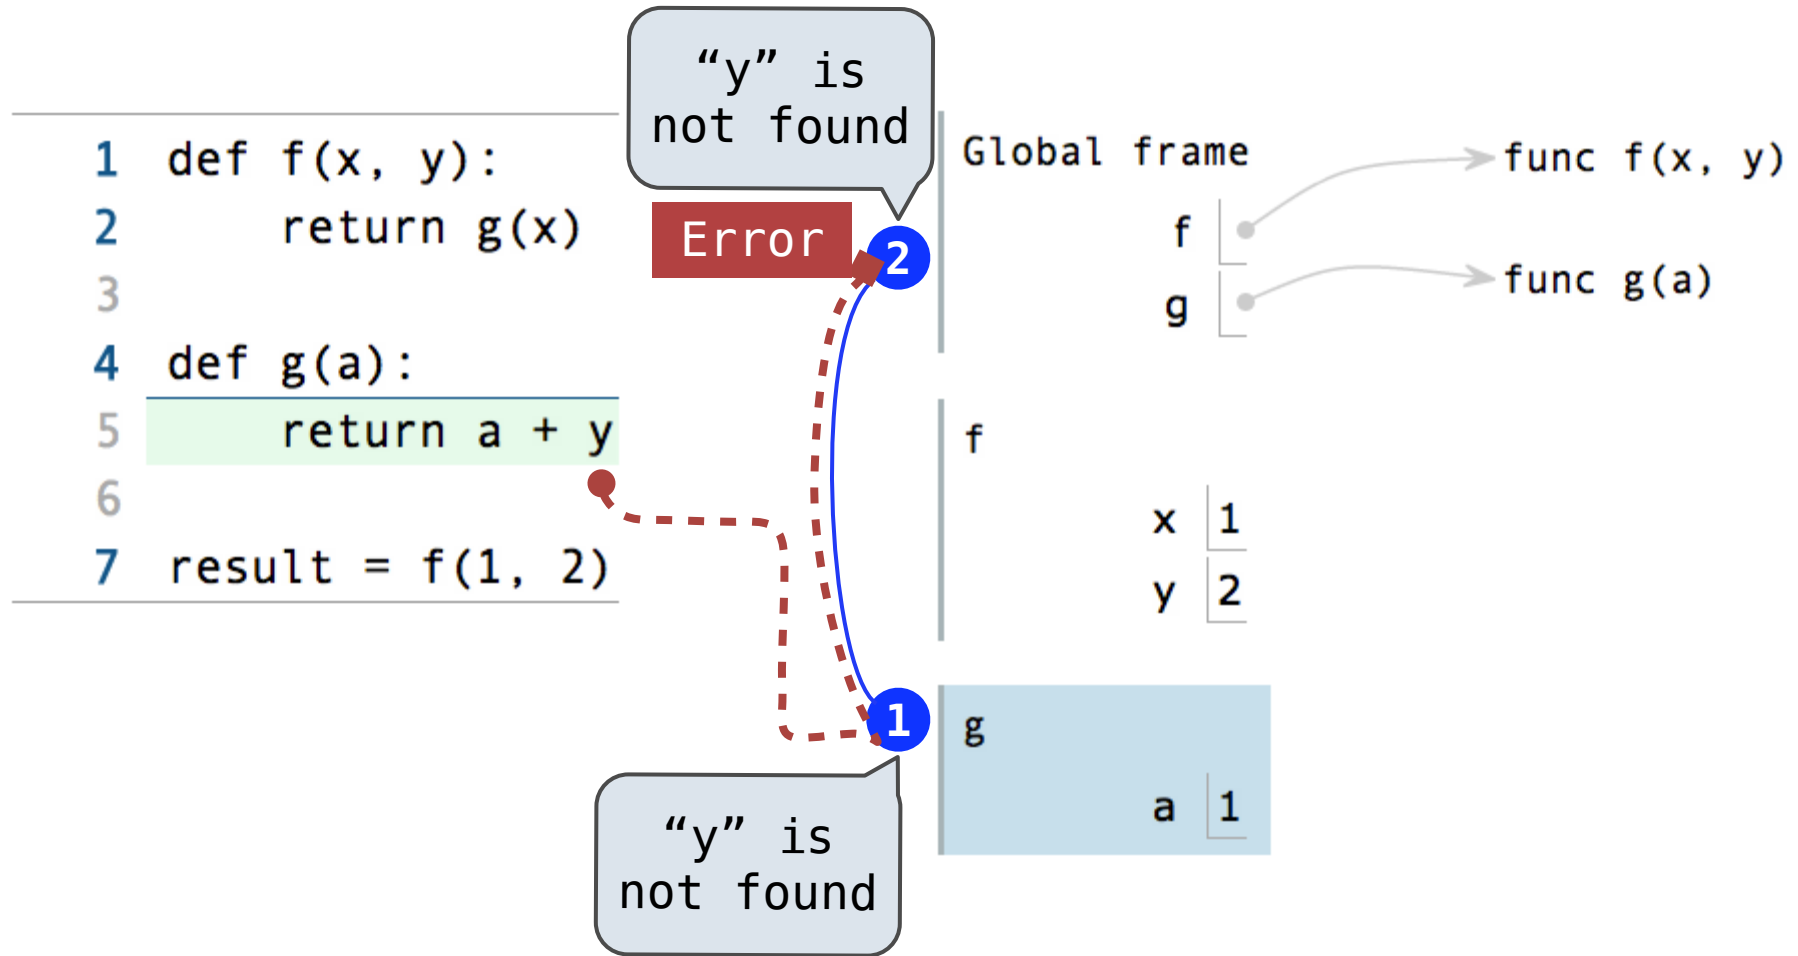 “y” is
not found
Error
1 def f(x, y):
2     return g(x)
3
4 def g(a):
5     return a + y
6
7 result = f(1, 2)
2
1
“y” is
not found
Global frame
f
g
func f(x, y)
func g(a)
f
x 1
y 2
g
a 1